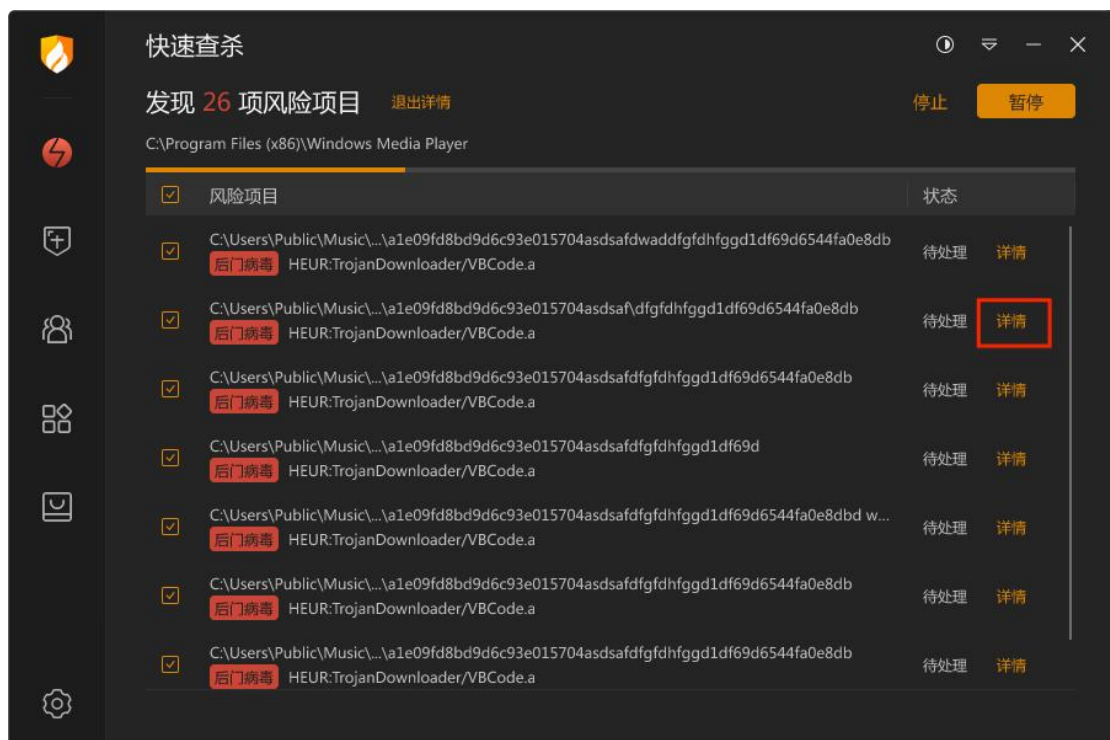 快速查杀
发现 26 项风险项目 退出详情 停止 暂停
C:\Program Files (x86)\Windows Media Player
风险项目 状态
C:\Users\Public\Music\...\a1e09fd8bd9d6c93e015704asdsafdwaddfgfdhfggd1df69d6544fa0e8db
后门病毒 HEUR:TrojanDownloader/VBCode.a 待处理 详情
C:\Users\Public\Music\...\a1e09fd8bd9d6c93e015704asdsaf\dfgfdhfggd1df69d6544fa0e8db
后门病毒 HEUR:TrojanDownloader/VBCode.a 待处理 详情
C:\Users\Public\Music\...\a1e09fd8bd9d6c93e015704asdsafdfgfdhfggd1df69d6544fa0e8db
后门病毒 HEUR:TrojanDownloader/VBCode.a 待处理 详情
C:\Users\Public\Music\...\a1e09fd8bd9d6c93e015704asdsafdfgfdhfggd1df69d
后门病毒 HEUR:TrojanDownloader/VBCode.a 待处理 详情
C:\Users\Public\Music\...\a1e09fd8bd9d6c93e015704asdsafdfgfdhfggd1df69d6544fa0e8dbd w...
后门病毒 HEUR:TrojanDownloader/VBCode.a 待处理 详情
C:\Users\Public\Music\...\a1e09fd8bd9d6c93e015704asdsafdfgfdhfggd1df69d6544fa0e8db
后门病毒 HEUR:TrojanDownloader/VBCode.a 待处理 详情
C:\Users\Public\Music\...\a1e09fd8bd9d6c93e015704asdsafdfgfdhfggd1df69d6544fa0e8db
后门病毒 HEUR:TrojanDownloader/VBCode.a 待处理 详情